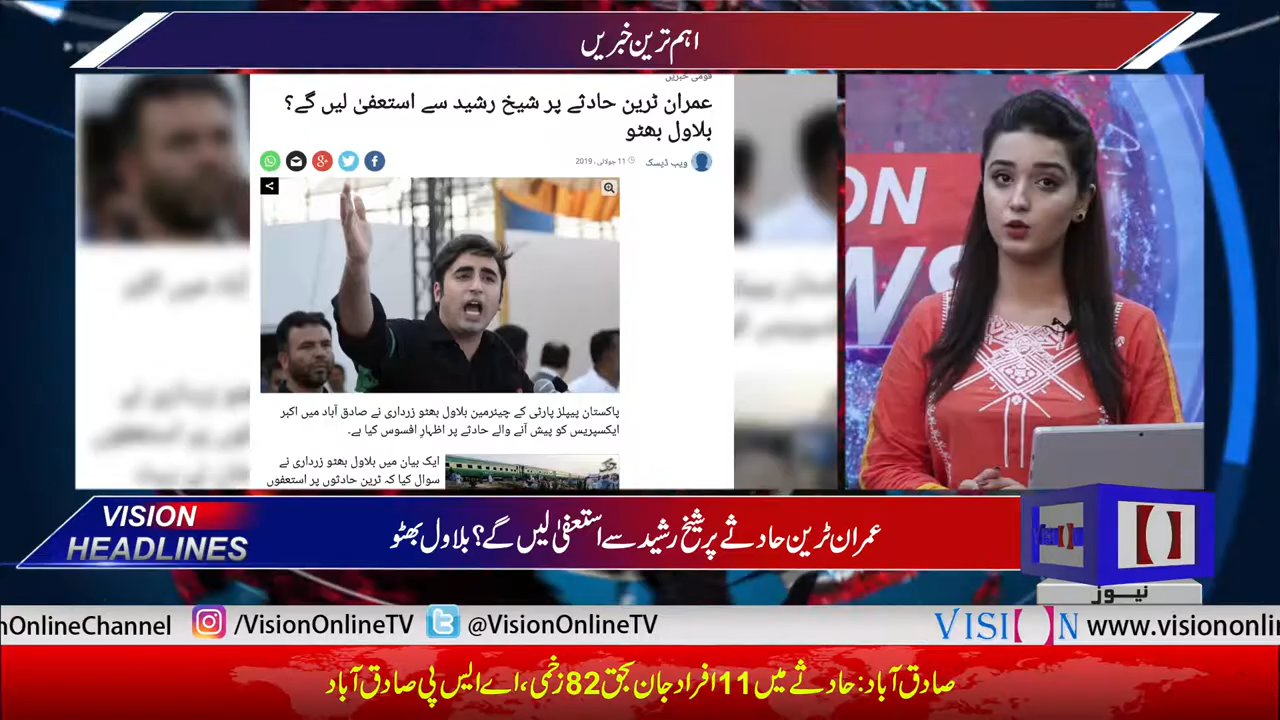 اہم ترین خبریں
قومی خبریں
عمران ٹرین حادثے پر شیخ رشید سے استعفیٰ لیں گے؟
بلاول بھٹو
ویب ڈیسک
11 جولائی، 2019
پاکستان پیپلز پارٹی کے چیئرمین بلاول بھٹو زرداری نے صادق آباد میں اکبر
ایکسپریس کو پیش آنے والے حادثے پر اظہارِ افسوس کیا ہے۔
ایک بیان میں بلاول بھٹو زرداری نے
سوال کیا کہ ٹرین حادثوں پر استعفوں
ON
WS
VISION
HEADLINES
عمران ٹرین حادثے پر شیخ رشید سے استعفیٰ لیں گے؟ بلاول بھٹو
VISION
نیوز
nOnlineChannel
/VisionOnlineTV
@VisionOnlineTV
VISION
www.visiononli
صادق آباد: حادثے میں 11 افراد جاں بحق 82 زخمی، اے ایس پی صادق آباد